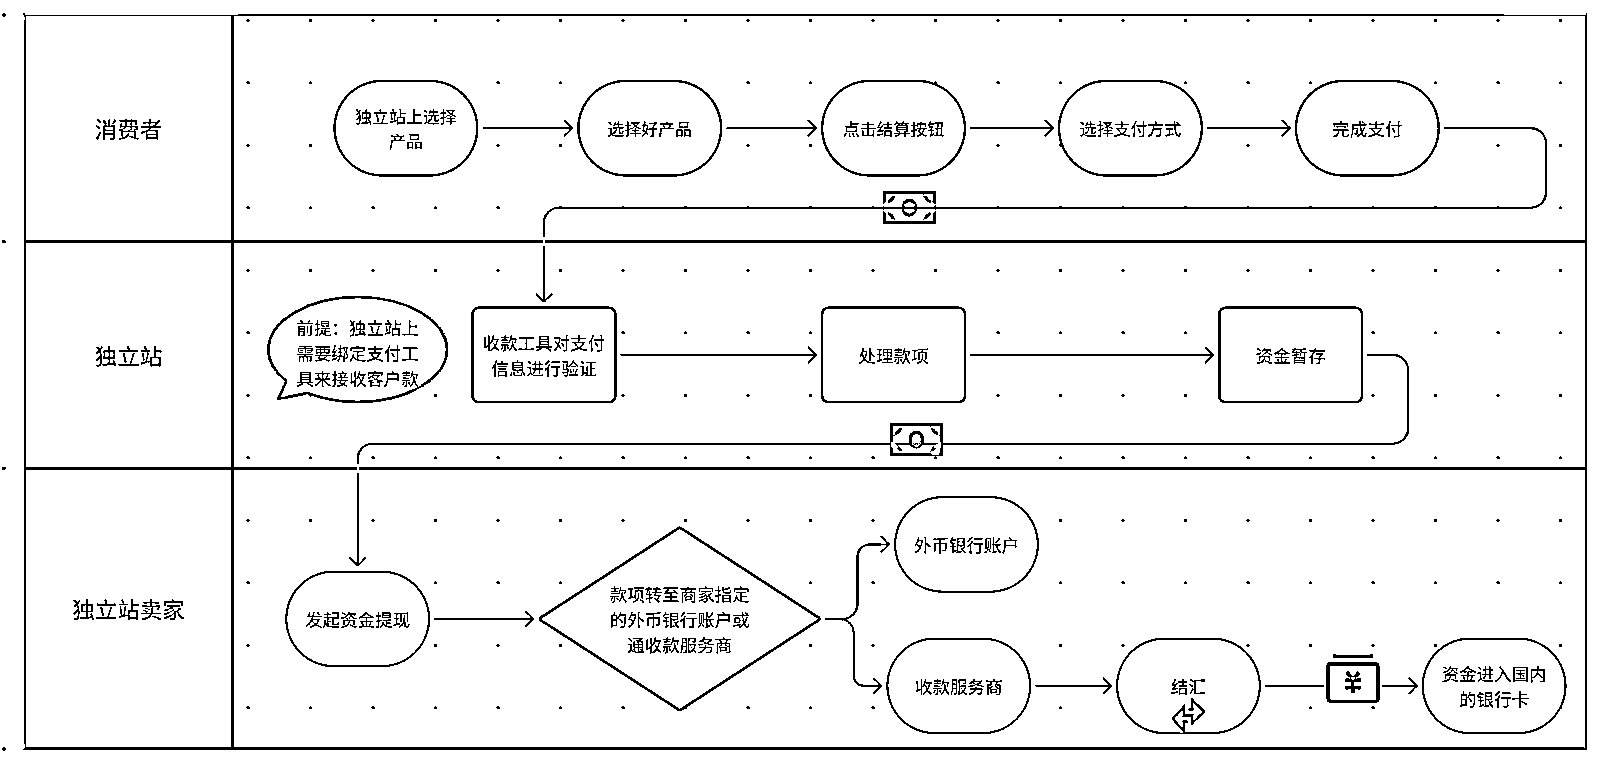 消费者
独立站上选择
产品
选择好产品
点击结算按钮
选择支付方式
完成支付
独立站
前提：独立站上
需要绑定支付工
具来接收客户款
收款工具对支付
信息进行验证
处理款项
资金暂存
独立站卖家
发起资金提现
款项转至商家指定
的外币银行账户或
通收款服务商
外币银行账户
收款服务商
结汇
¥
资金进入国内
的银行卡